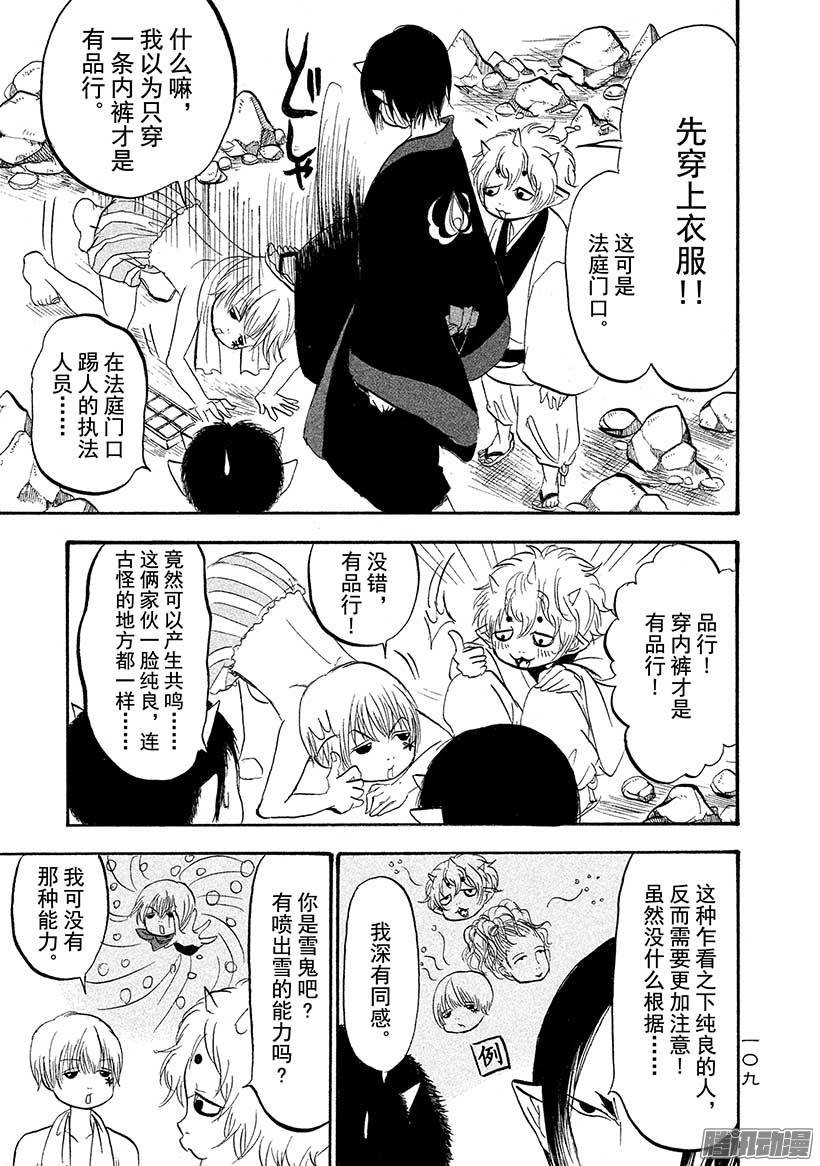 先穿上衣服!!
这可是
法庭门口。
什么嘛，
我以为只穿
一条内裤才是
有品行。
どしゃっ
在法庭门口
踢人的执法
人员……
品行！
穿内裤才是
有品行！
没错，
有品行！
竟然可以产生共鸣……
这俩家伙一脸纯良，连
古怪的地方都一样……
这种乍看之下纯良的人，
反而需要更加注意！
虽然没什么根据……
例
我深有同感。
你是雪鬼吧？
有喷出雪的能力吗？
我可没有
那种能力。
一〇九
腾讯动漫